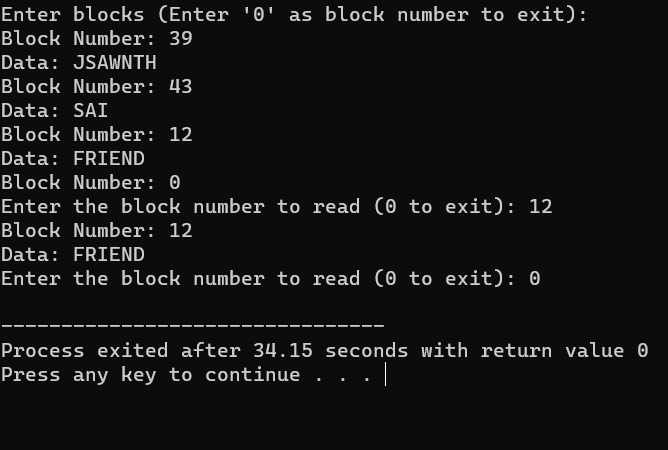 Enter blocks (Enter '0' as block number to exit):
Block Number: 39
Data: JSAWNTH
Block Number: 43
Data: SAI
Block Number: 12
Data: FRIEND
Block Number: 0
Enter the block number to read (0 to exit): 12
Block Number: 12
Data: FRIEND
Enter the block number to read (0 to exit): 0
--------------------------------
Process exited after 34.15 seconds with return value 0
Press any key to continue . . .